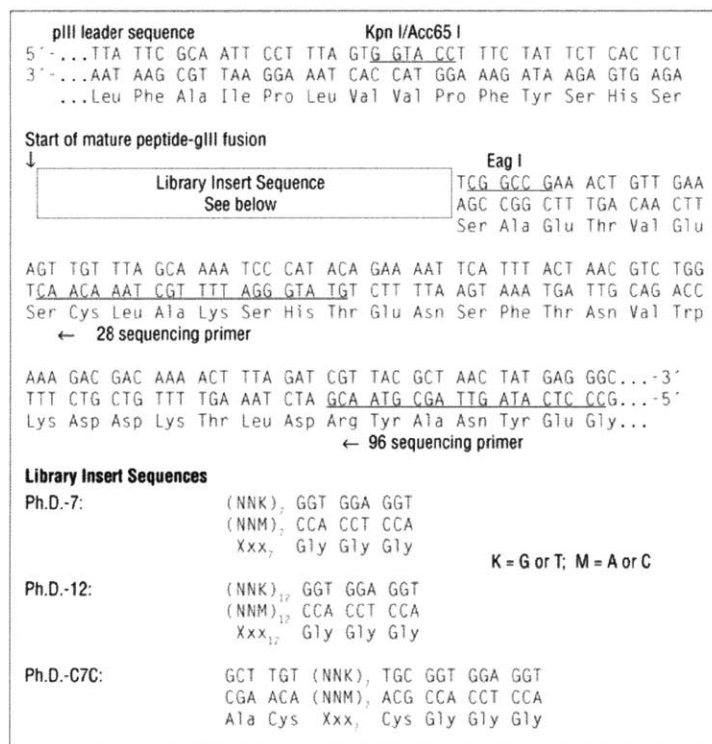 pIII leader sequence Kpn I/Acc65 I
5´-...TTA TTC GCA ATT CCT TTA GTG GTA CCT TTC TAT TCT CAC TCT
3´-...AAT AAG CGT TAA GGA AAT CAC CAT GGA AAG ATA AGA GTG AGA
...Leu Phe Ala Ile Pro Leu Val Val Pro Phe Tyr Ser His Ser
Start of mature peptide-gIII fusion
↓ Eag I
Library Insert Sequence TCG GCC GAA ACT GTT GAA
See below AGC CGG CTT TGA CAA CTT
Ser Ala Glu Thr Val Glu
AGT TGT TTA GCA AAA TCC CAT ACA GAA AAT TCA TTT ACT AAC GTC TGG
TCA ACA AAT CGT TTT AGG GTA TGT CTT TTA AGT AAA TGA TTG CAG ACC
Ser Cys Leu Ala Lys Ser His Thr Glu Asn Ser Phe Thr Asn Val Trp
← 28 sequencing primer
AAA GAC GAC AAA ACT TTA GAT CGT TAC GCT AAC TAT GAG GGC...-3´
TTT CTG CTG TTT TGA AAT CTA GCA ATG CGA TTG ATA CTC CCG...-5´
Lys Asp Asp Lys Thr Leu Asp Arg Tyr Ala Asn Tyr Glu Gly...
← 96 sequencing primer
Library Insert Sequences
Ph.D.-7: (NNK)7 GGT GGA GGT
(NNM)7 CCA CCT CCA
Xxx7 Gly Gly Gly
K = G or T; M = A or C
Ph.D.-12: (NNK)12 GGT GGA GGT
(NNM)12 CCA CCT CCA
Xxx12 Gly Gly Gly
Ph.D.-C7C: GCT TGT (NNK)7 TGC GGT GGA GGT
CGA ACA (NNM)7 ACG CCA CCT CCA
Ala Cys Xxx7 Cys Gly Gly Gly